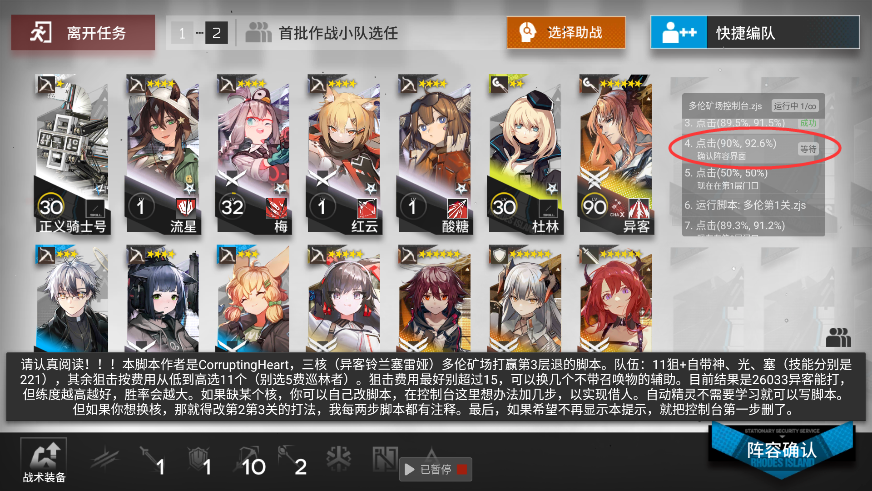 离开任务
1 -- 2
首批作战小队选任
选择助战
快捷编队
多伦矿场控制台.zjs 运行中 1/∞
3. 点击(89.5%, 91.5%) 成功
4. 点击(90%, 92.6%) 等待
确认阵容界面
5. 点击(50%, 50%)
现在在第1层门口
6. 运行脚本: 多伦第1关.zjs
7. 点击(89.3%, 91.2%)
30 正义骑士号
1 流星
32 梅
1 红云
1 酸糖
30 杜林
90 异客
请认真阅读！！！本脚本作者是CorruptingHeart，三核（异客铃兰塞雷娅）多伦矿场打赢第3层退的脚本。队伍：11狙+自带神、光、塞（技能分别是
221），其余狙击按费用从低到高选11个（别选5费巡林者）。狙击费用最好别超过15，可以换几个不带召唤物的辅助。目前结果是26033异客能打，
但练度越高越好，胜率会越大。如果缺某个核，你可以自己改脚本，在控制台这里想办法加几步，以实现借人。自动精灵不需要学习就可以写脚本。
但如果你想换核，那就得改第2第3关的打法，我每两步脚本都有注释。最后，如果希望不再显示本提示，就把控制台第一步删了。
战术装备
1
1
10
2
已暂停
STATIONARY SECURITY SERVICE
阵容确认
RHODES ISLAND